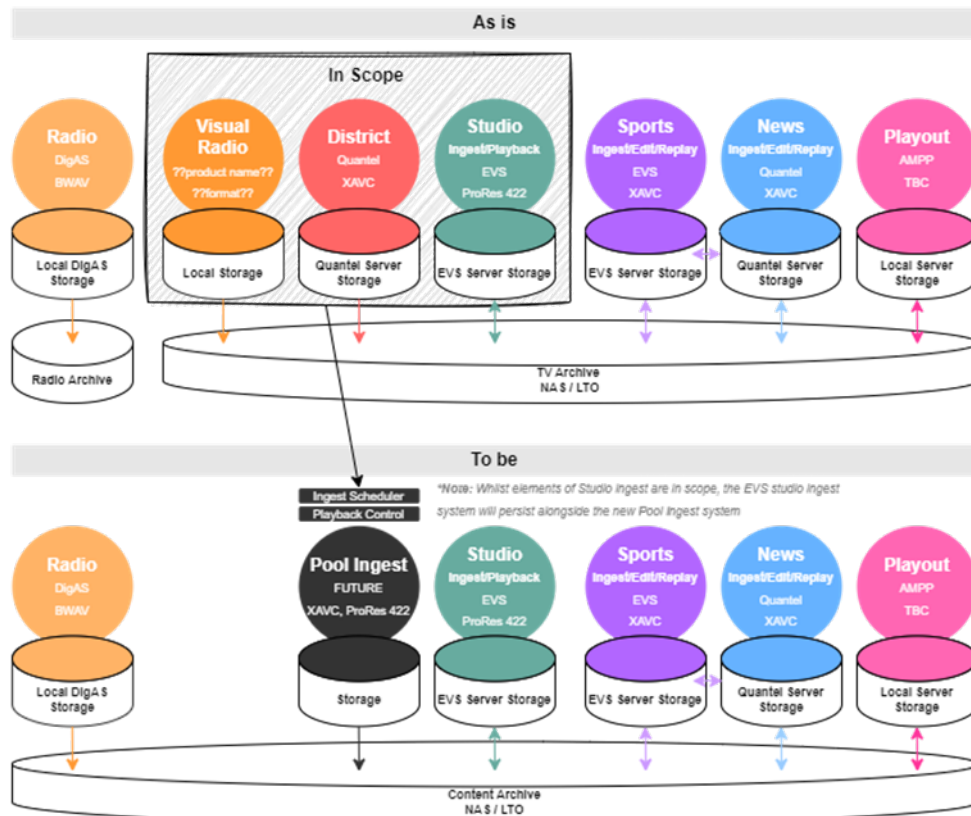 As is
In Scope
Radio
DigAS
BWAV
Local DigAS
Storage
Radio Archive
Visual
Radio
??product name??
??format??
Local Storage
District
Quantel
XAVC
Quantel Server
Storage
Studio
Ingest/Playback
EVS
ProRes 422
EVS Server Storage
Sports
Ingest/Edit/Replay
EVS
XAVC
EVS Server Storage
News
Ingest/Edit/Replay
Quantel
XAVC
Quantel Server
Storage
Playout
AMPP
TBC
Local Server
Storage
TV Archive
NAS / LTO
To be
Ingest Scheduler
Playback Control
*Note: Whilst elements of Studio Ingest are in scope, the EVS studio ingest
system will persist alongside the new Pool Ingest system
Radio
DigAS
BWAV
Local DigAS
Storage
Pool Ingest
FUTURE
XAVC, ProRes 422
Storage
Studio
Ingest/Playback
EVS
ProRes 422
EVS Server Storage
Sports
Ingest/Edit/Replay
EVS
XAVC
EVS Server Storage
News
Ingest/Edit/Replay
Quantel
XAVC
Quantel Server
Storage
Playout
AMPP
TBC
Local Server
Storage
Content Archive
NAS / LTO